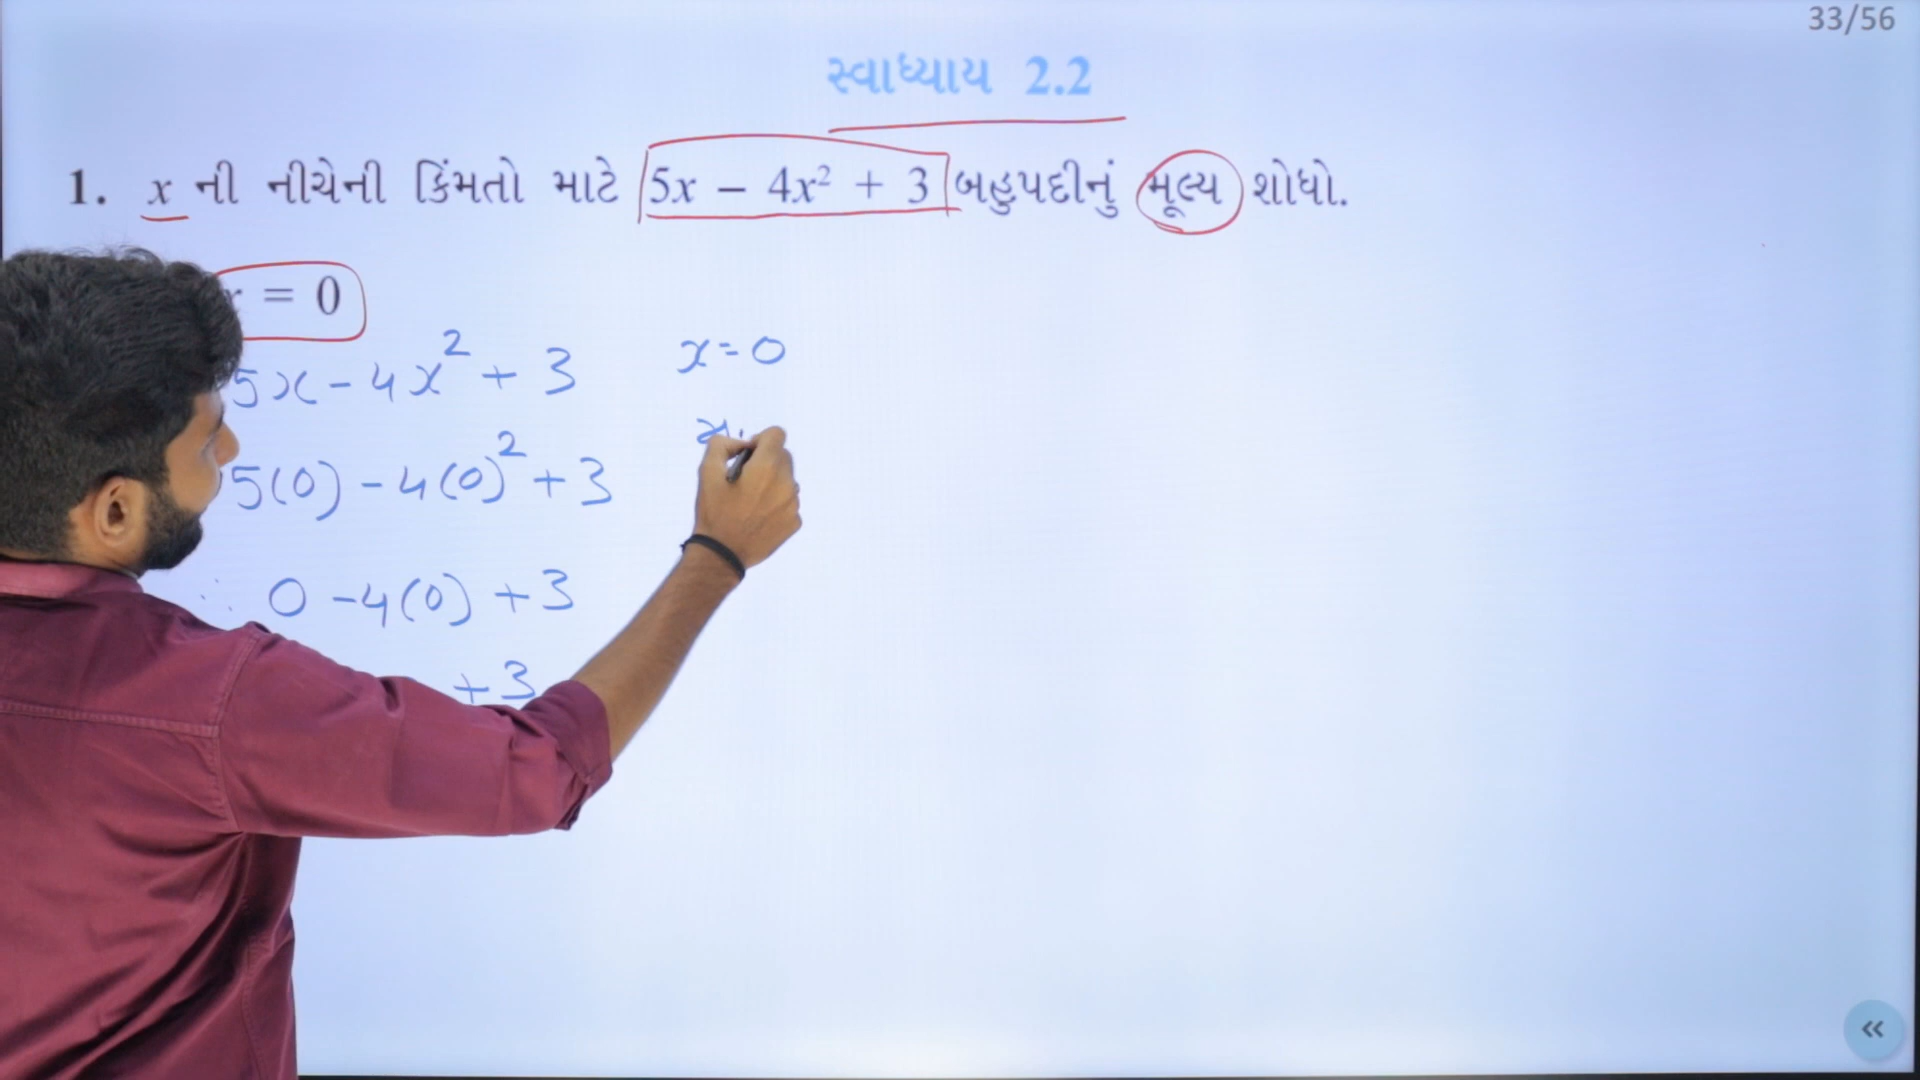 33/56
સ્વાધ્યાય 2.2
1. x ની નીચેની કિંમતો માટે 5x – 4x² + 3 બહુપદીનું મૂલ્ય શોધો.
x = 0
5x - 4x² + 3
x = 0
5(0) - 4(0)² + 3
∴ 0 - 4(0) + 3
+ 3
«